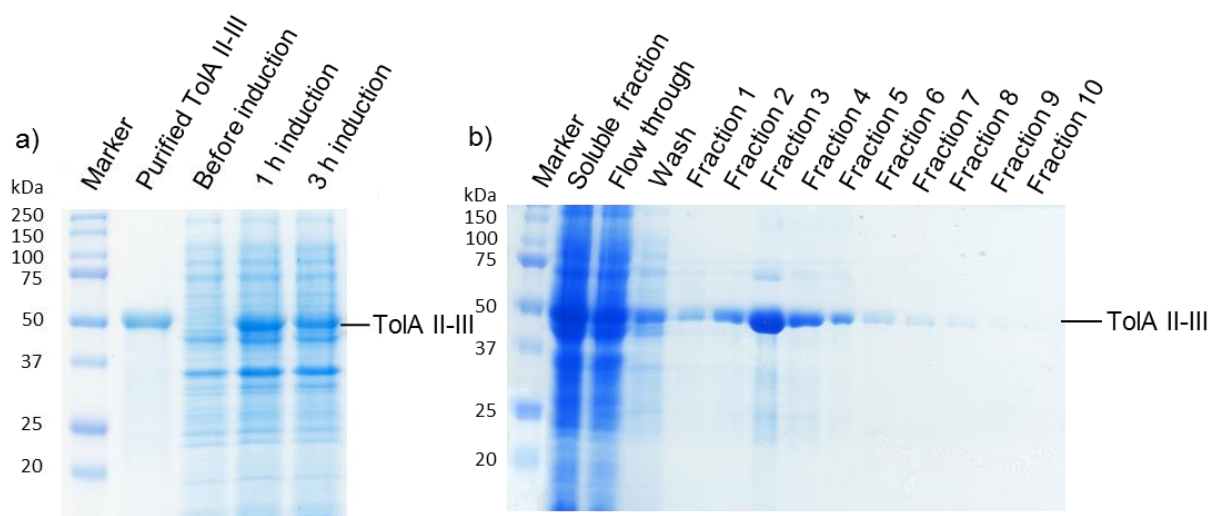 a)
Marker
Purified TolA II-III
Before induction
1 h induction
3 h induction
kDa
250
150
100
75
50
37
25
20
TolA II-III
b)
Marker
Soluble fraction
Flow through
Wash
Fraction 1
Fraction 2
Fraction 3
Fraction 4
Fraction 5
Fraction 6
Fraction 7
Fraction 8
Fraction 9
Fraction 10
kDa
150
100
75
50
37
25
20
TolA II-III